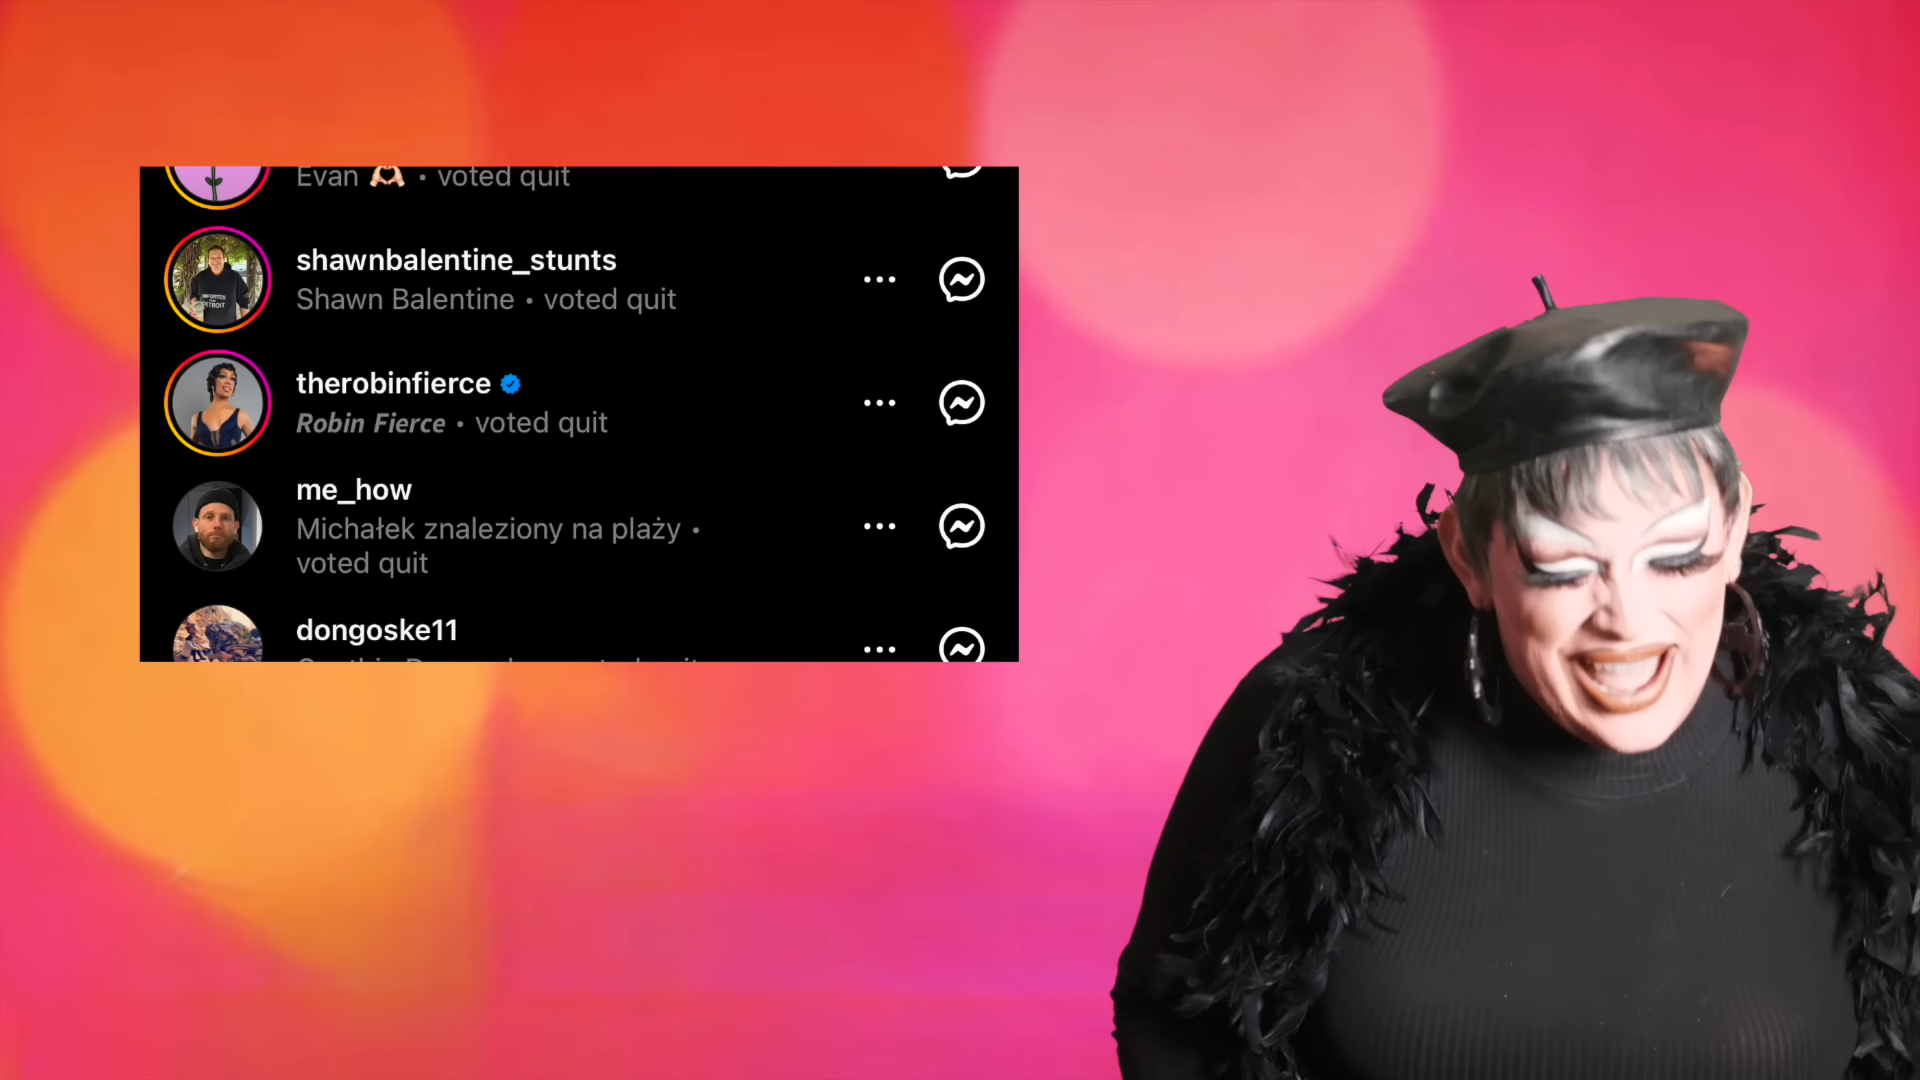 Evan 🫶🏻 • voted quit
shawnbalentine_stunts
Shawn Balentine • voted quit
therobinfierce
Robin Fierce • voted quit
me_how
Michałek znaleziony na plaży •
voted quit
dongoske11